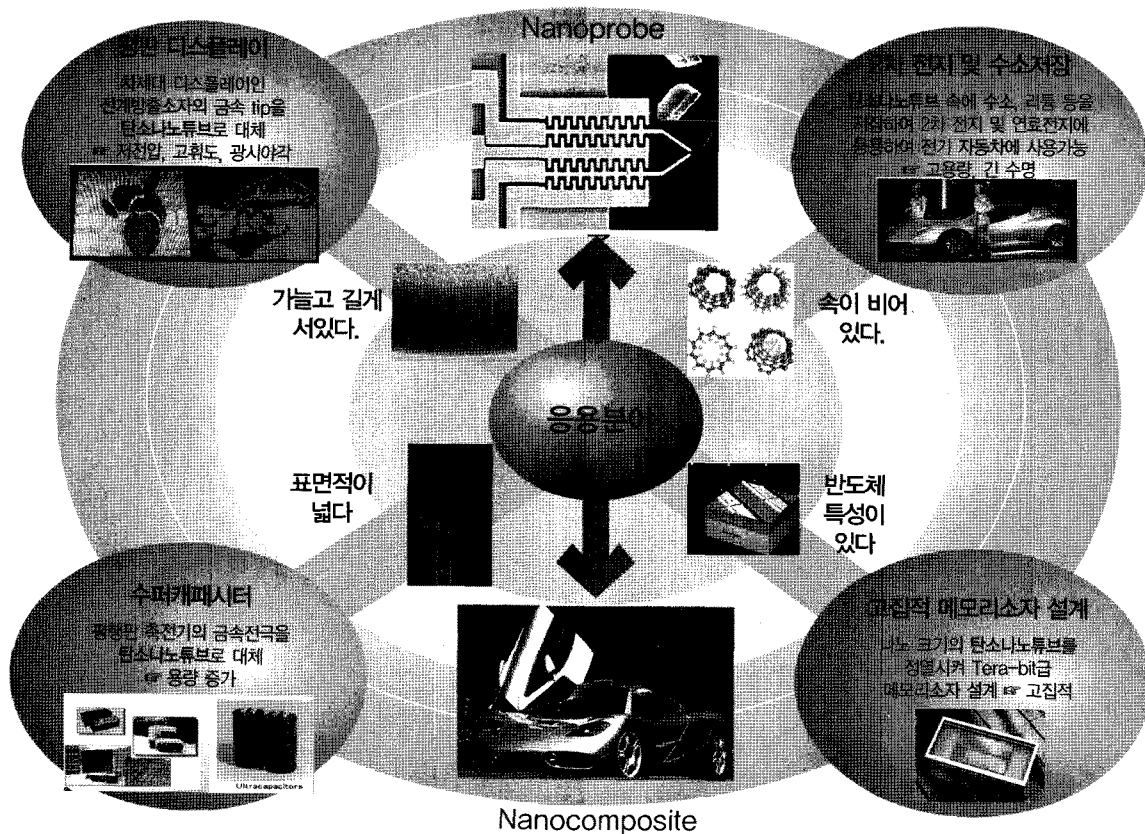 Nanoprobe
평판 디스플레이
차세대 디스플레이인
전계방출소자의 금속 tip을
탄소나노튜브로 대체
☞ 저전압, 고휘도, 광시야각
2차 전지 및 수소저장
탄소나노튜브 속에 수소, 리튬 등을
저장하여 2차 전지 및 연료전지에
응용하여 전기 자동차에 사용가능
☞ 고용량, 긴 수명
가늘고 길게
서있다.
속이 비어
있다.
응용분야
표면적이
넓다
반도체
특성이
있다
수퍼캐패시터
평행판 축전기의 금속전극을
탄소나노튜브로 대체
☞ 용량 증가
Ultracapacitors
고집적 메모리소자 설계
나노 크기의 탄소나노튜브를
정렬시켜 Tera-bit급
메모리소자 설계 ☞ 고집적
Nanocomposite